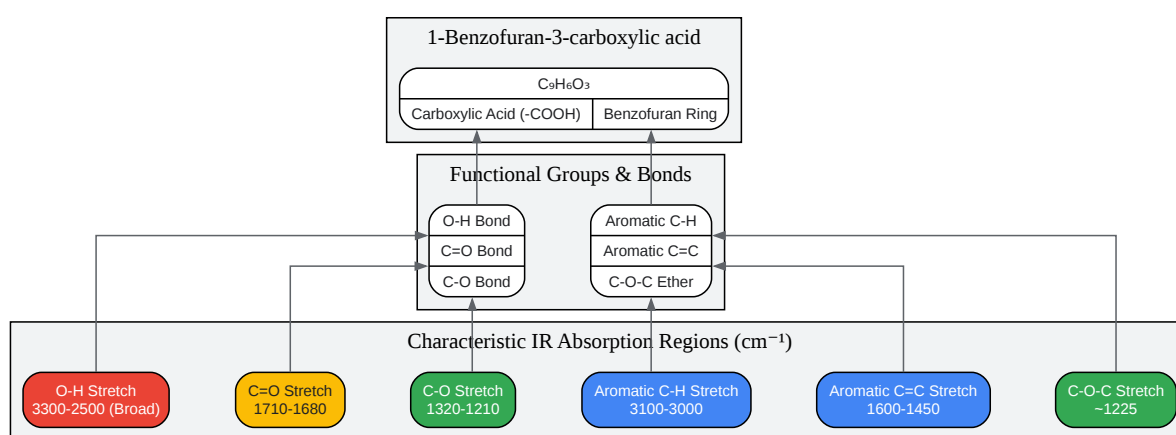 1-Benzofuran-3-carboxylic acid
C₉H₆O₃
Carboxylic Acid (-COOH) Benzofuran Ring
Functional Groups & Bonds
O-H Bond Aromatic C-H
C=O Bond Aromatic C=C
C-O Bond C-O-C Ether
Characteristic IR Absorption Regions (cm⁻¹)
O-H Stretch C=O Stretch C-O Stretch Aromatic C-H Stretch Aromatic C=C Stretch C-O-C Stretch
3300-2500 (Broad) 1710-1680 1320-1210 3100-3000 1600-1450 ~1225